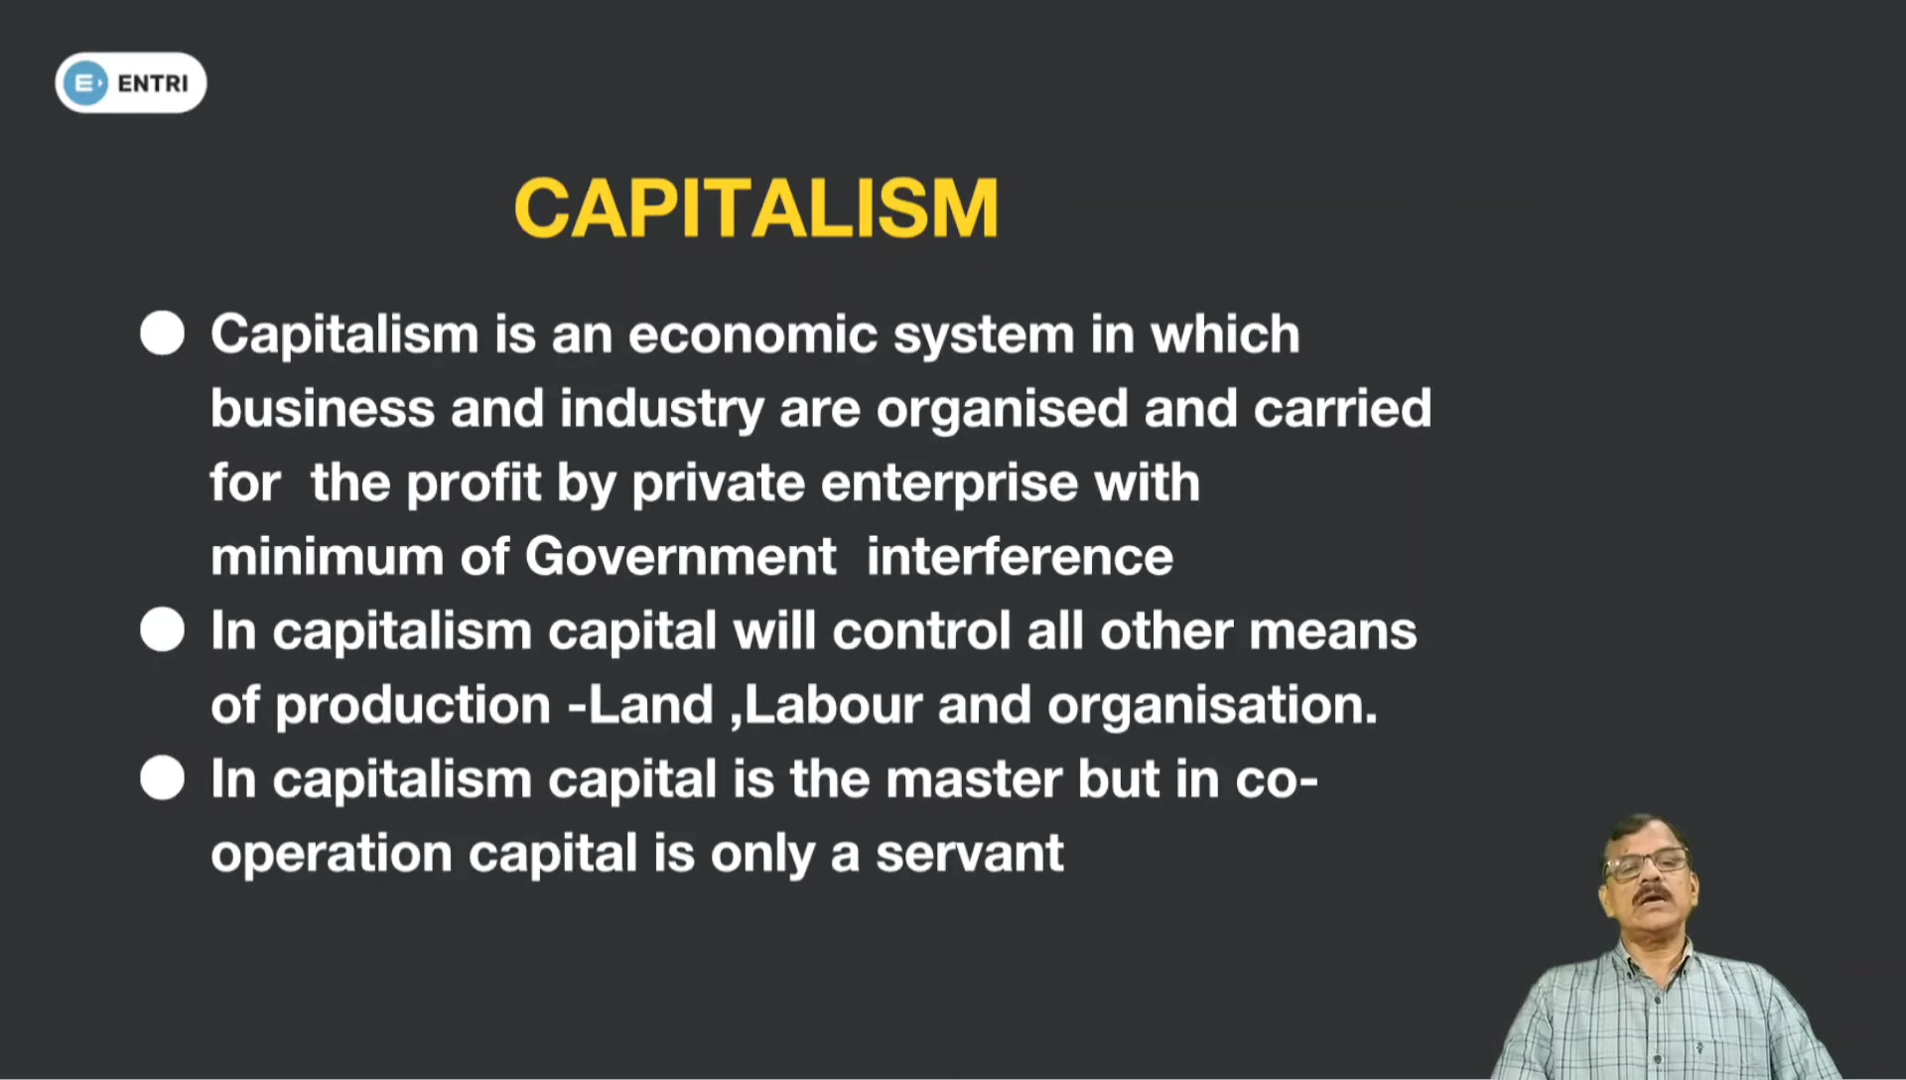 ENTRI
CAPITALISM
Capitalism is an economic system in which
business and industry are organised and carried
for  the profit by private enterprise with
minimum of Government  interference
In capitalism capital will control all other means
of production -Land ,Labour and organisation.
In capitalism capital is the master but in co-
operation capital is only a servant